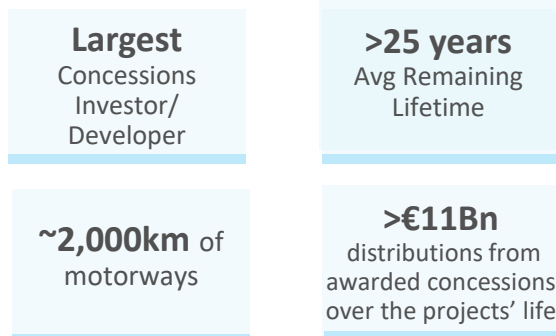 Largest
Concessions
Investor/
Developer
>25 years
Avg Remaining
Lifetime
~2,000km of
motorways
>€11Bn
distributions from
awarded concessions
over the projects' life